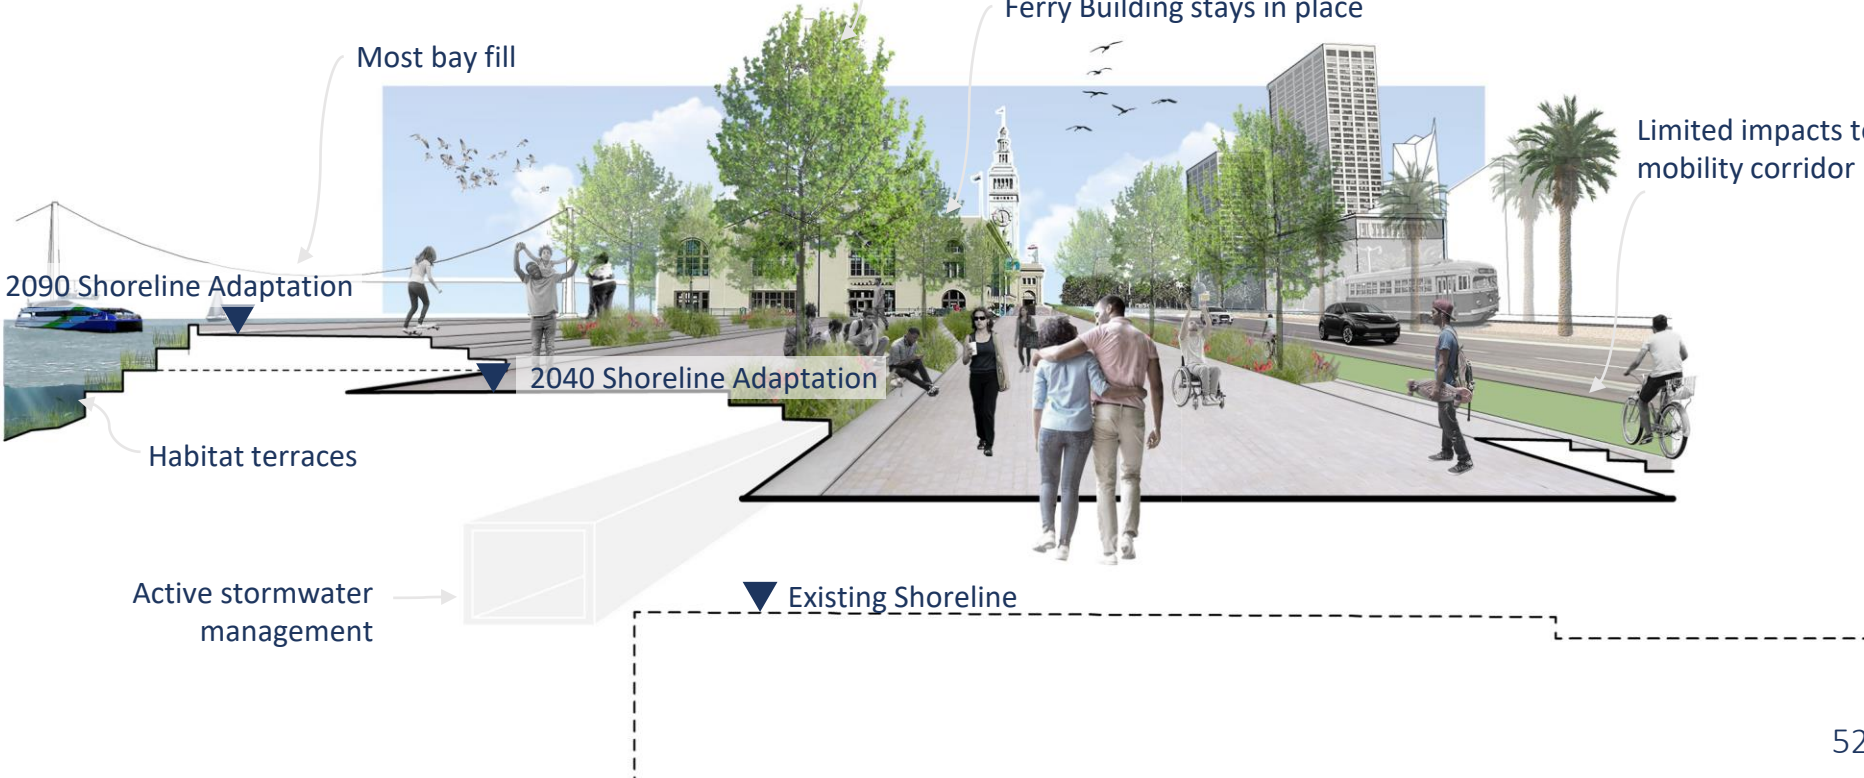 Ferry Building stays in place
Most bay fill
Limited impacts to
mobility corridor
2090 Shoreline Adaptation
2040 Shoreline Adaptation
Habitat terraces
Active stormwater
management
Existing Shoreline
52